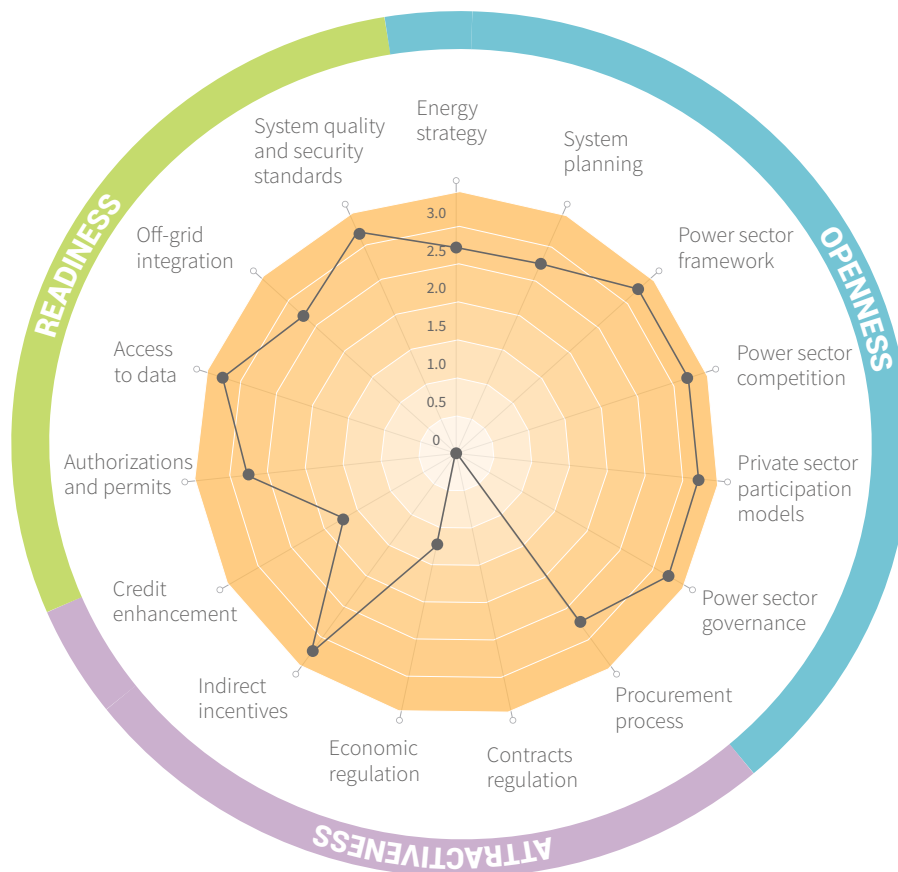 Energy
strategy
System
planning
Power sector
framework
Power sector
competition
Private sector
participation
models
Power sector
governance
Procurement
process
Contracts
regulation
Economic
regulation
Indirect
incentives
Credit
enhancement
Authorizations
and permits
Access
to data
Off-grid
integration
System quality
and security
standards
3.0
2.5
2.0
1.5
1.0
0.5
0
READINESS
OPENNESS
ATTRACTIVENESS